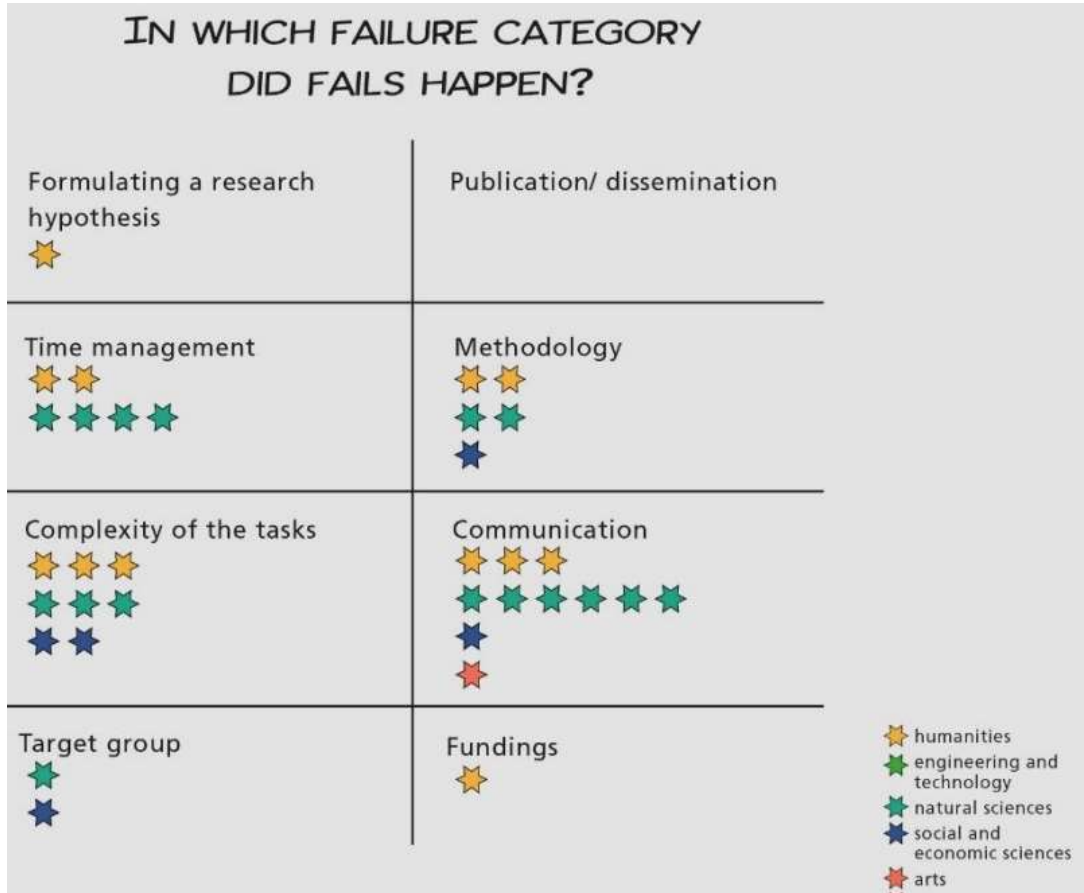 IN WHICH FAILURE CATEGORY
DID FAILS HAPPEN?
Formulating a research
hypothesis
Publication/ dissemination
Time management
Methodology
Complexity of the tasks
Communication
Target group
Fundings
humanities
engineering and
technology
natural sciences
social and
economic sciences
arts